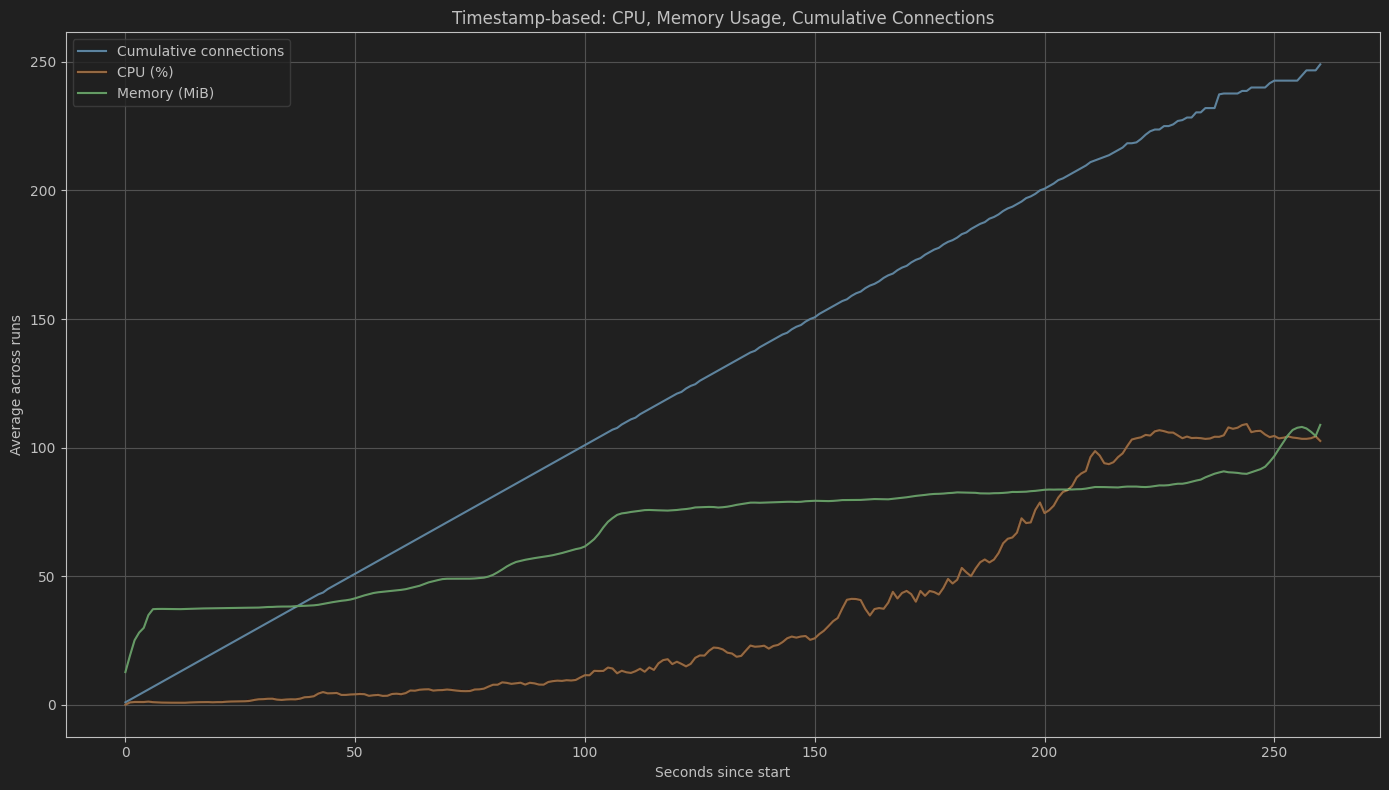 Timestamp-based: CPU, Memory Usage, Cumulative Connections
Cumulative connections
CPU (%)
Memory (MiB)
250
200
150
100
50
0
Average across runs
0 50 100 150 200 250
Seconds since start